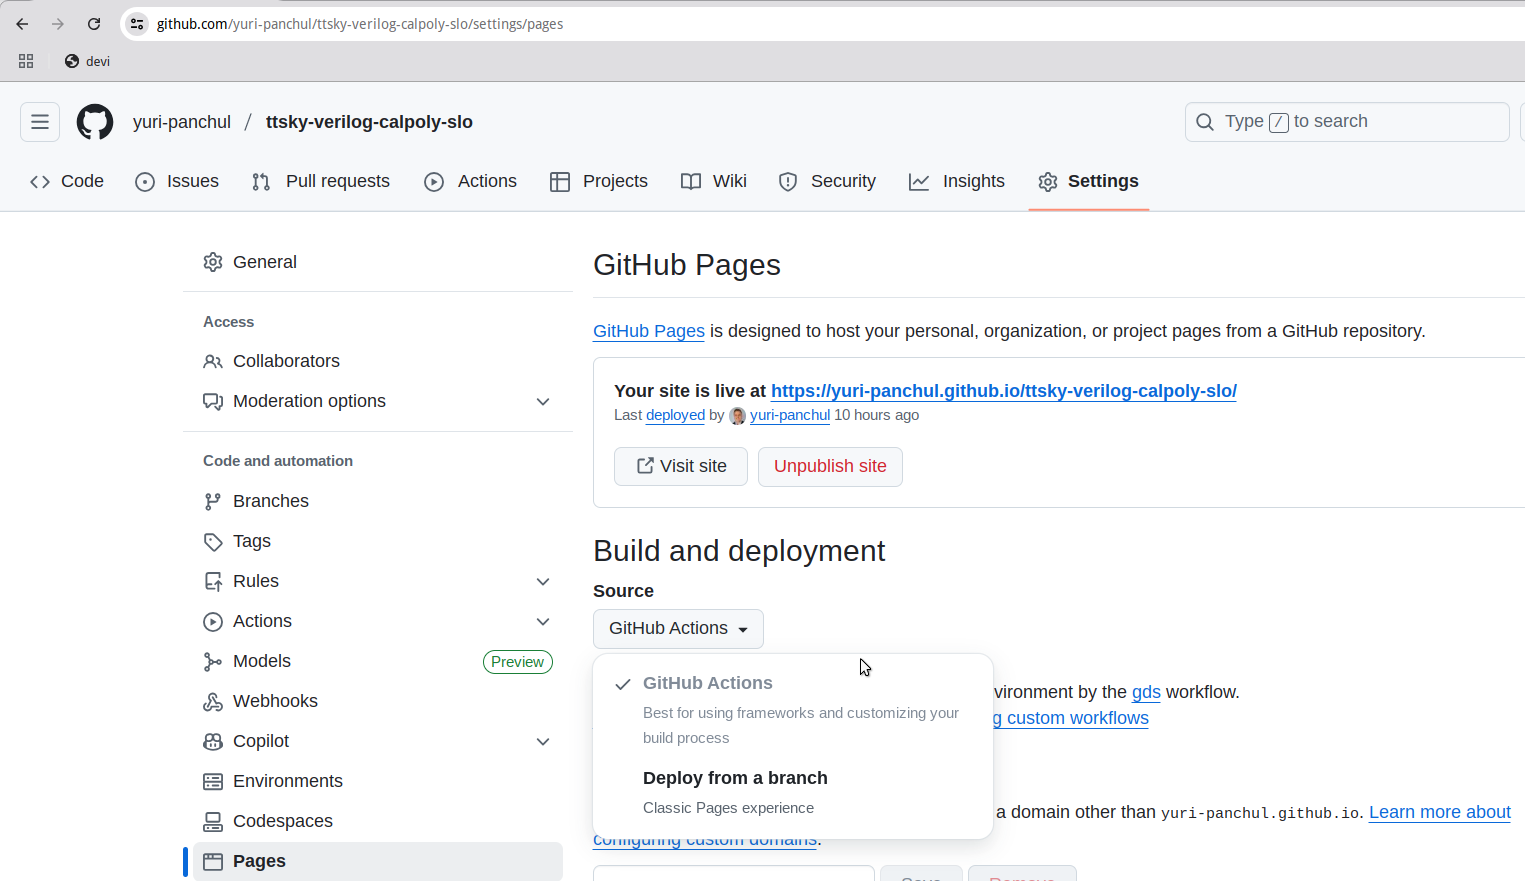 github.com/yuri-panchul/ttsky-verilog-calpoly-slo/settings/pages
devi
yuri-panchul / ttsky-verilog-calpoly-slo
Type / to search
Code Issues Pull requests Actions Projects Wiki Security Insights Settings
General
Access
Collaborators
Moderation options
Code and automation
Branches
Tags
Rules
Actions
Models Preview
Webhooks
Copilot
Environments
Codespaces
Pages
GitHub Pages
GitHub Pages is designed to host your personal, organization, or project pages from a GitHub repository.
Your site is live at https://yuri-panchul.github.io/ttsky-verilog-calpoly-slo/
Last deployed by yuri-panchul 10 hours ago
Visit site Unpublish site
Build and deployment
Source
GitHub Actions
GitHub Actions
Best for using frameworks and customizing your
build process
Deploy from a branch
Classic Pages experience
vironment by the gds workflow.
g custom workflows
a domain other than yuri-panchul.github.io. Learn more about
configuring custom domains.
Save Remove